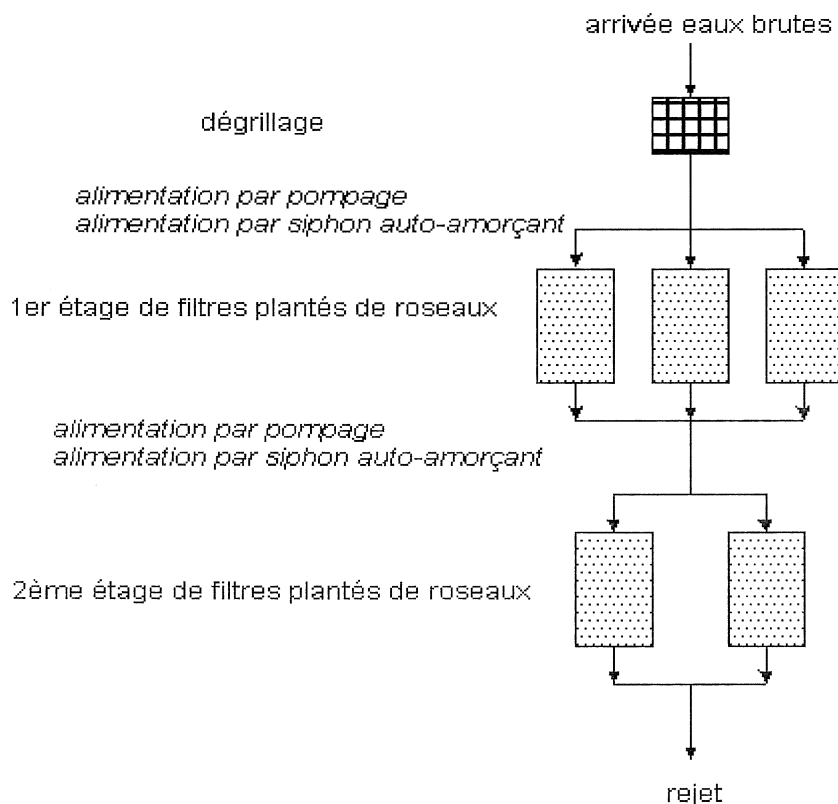 arrivée eaux brutes
dégrillage
alimentation par pompage
alimentation par siphon auto-amorçant
1er étage de filtres plantés de roseaux
alimentation par pompage
alimentation par siphon auto-amorçant
2ème étage de filtres plantés de roseaux
rejet